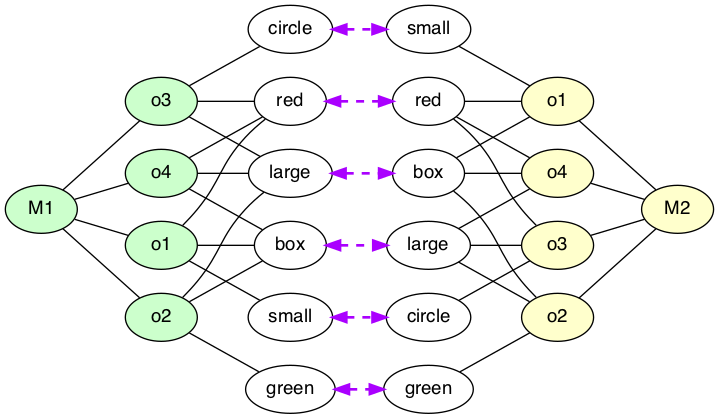 circle small
o3 red red o1
o4 large box o4
M1 M2
o1 box large o3
o2 small circle o2
green green